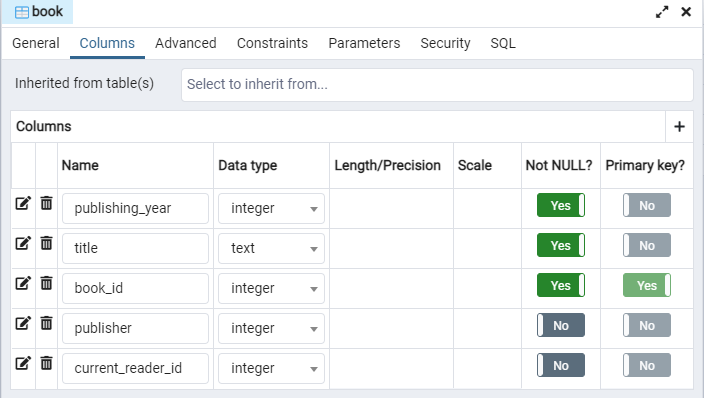 book
General Columns Advanced Constraints Parameters Security SQL
Inherited from table(s) Select to inherit from...
Columns
Name Data type Length/Precision Scale Not NULL? Primary key?
publishing_year integer Yes No
title text Yes No
book_id integer Yes Yes
publisher integer No No
current_reader_id integer No No